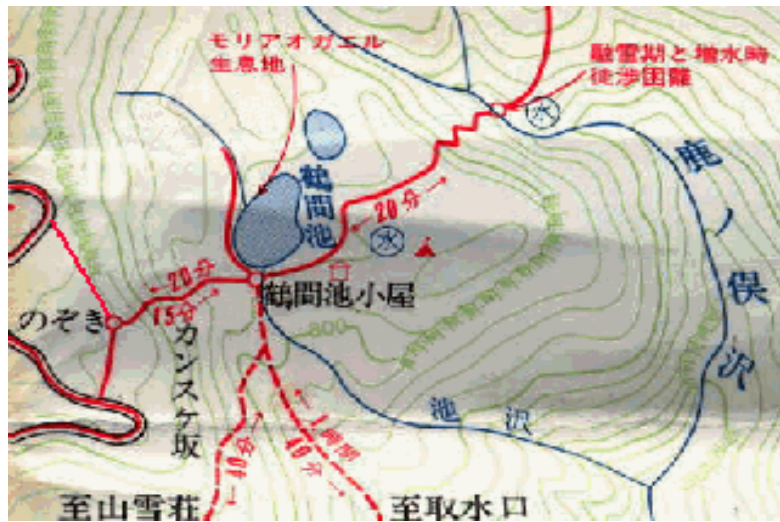 モリアオガエル
生息地
融雪期と増水時
徒渉困難
水
鹿ノ俣沢
鶴間池
←20分→
水
←20分
15分→
鶴間池小屋
のぞき
カンスケ坂
800
池沢
←40分→
←1時間
40分→
至山雪荘
至取水口